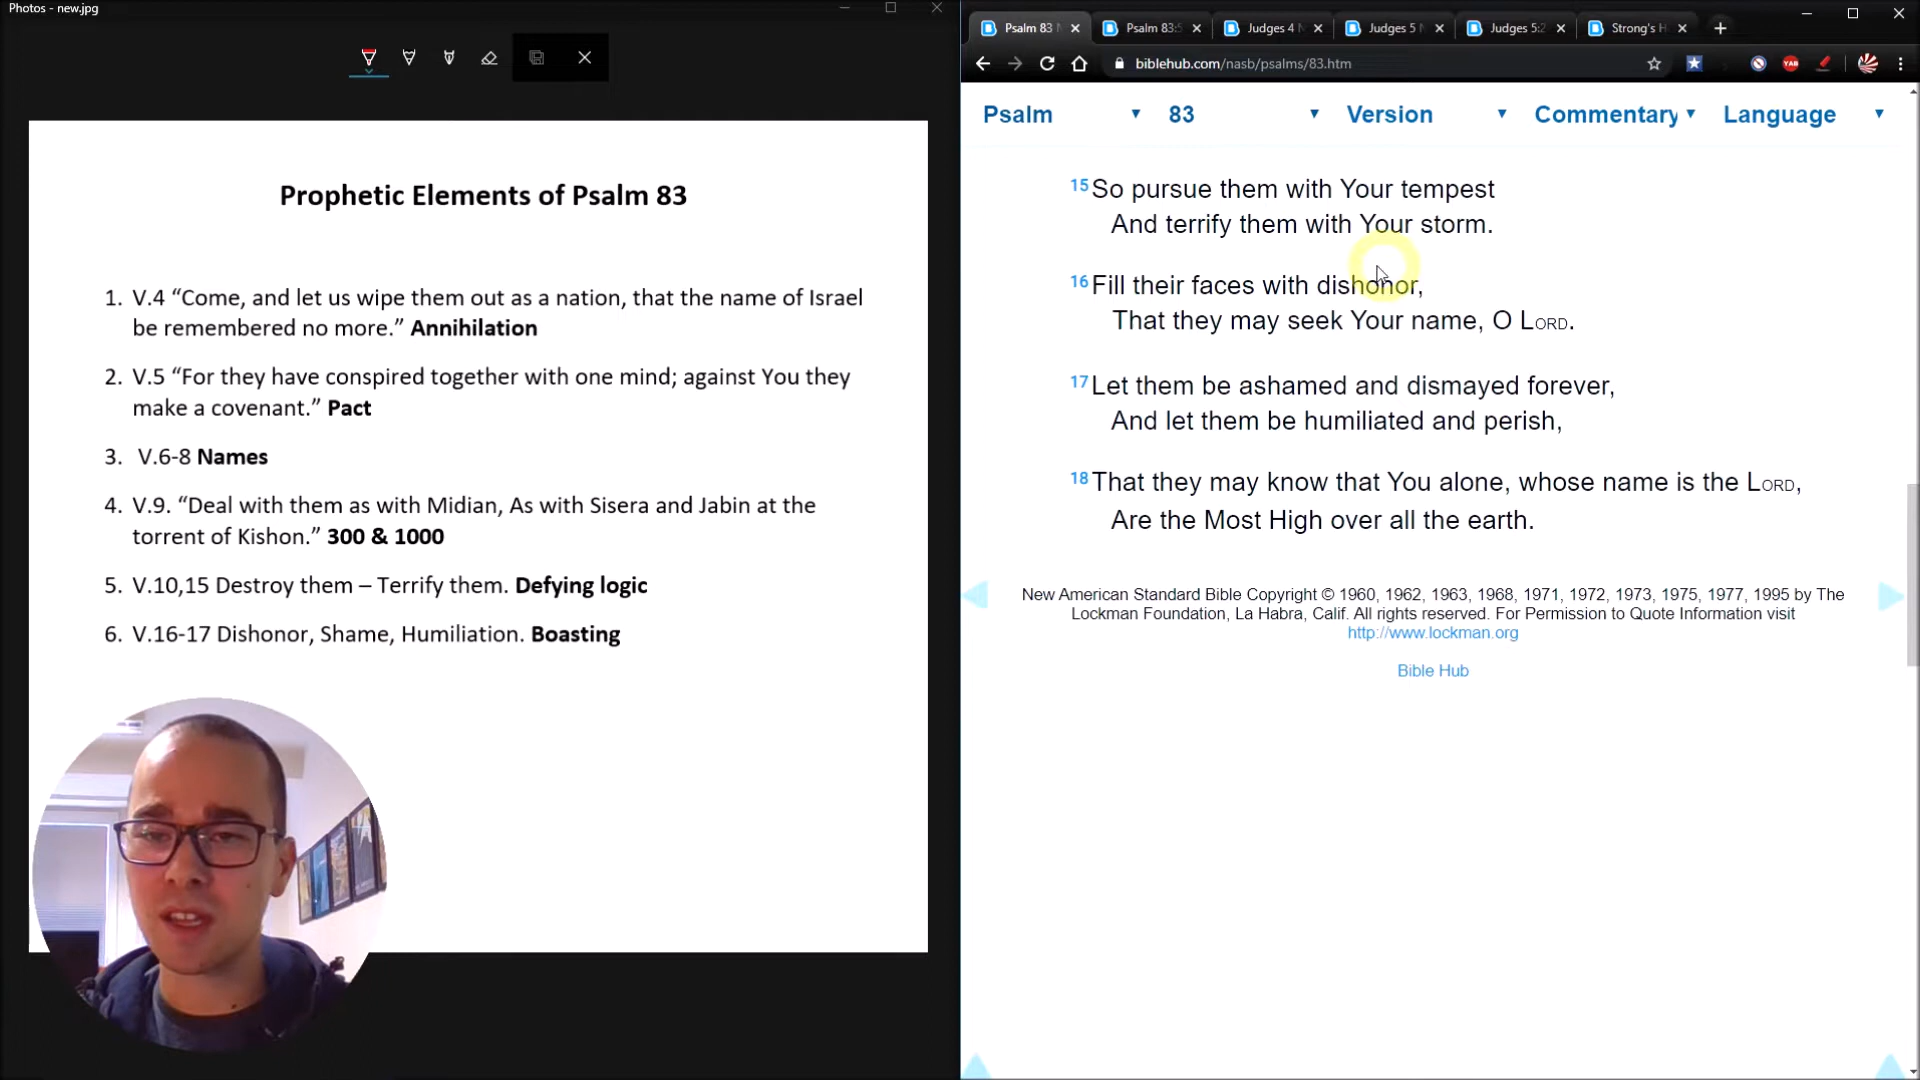 Photos - new.jpg
Prophetic Elements of Psalm 83
1. V.4 “Come, and let us wipe them out as a nation, that the name of Israel
be remembered no more.” Annihilation
2. V.5 “For they have conspired together with one mind; against You they
make a covenant.” Pact
3. V.6-8 Names
4. V.9. “Deal with them as with Midian, As with Sisera and Jabin at the
torrent of Kishon.” 300 & 1000
5. V.10,15 Destroy them – Terrify them. Defying logic
6. V.16-17 Dishonor, Shame, Humiliation. Boasting
Psalm 83
Psalm 83:5
Judges 4
Judges 5
Judges 5:2
Strong's H
biblehub.com/nasb/psalms/83.htm
YAB
Psalm 83 Version Commentary Language
15 So pursue them with Your tempest
And terrify them with Your storm.
16 Fill their faces with dishonor,
That they may seek Your name, O LORD.
17 Let them be ashamed and dismayed forever,
And let them be humiliated and perish,
18 That they may know that You alone, whose name is the LORD,
Are the Most High over all the earth.
New American Standard Bible Copyright © 1960, 1962, 1963, 1968, 1971, 1972, 1973, 1975, 1977, 1995 by The
Lockman Foundation, La Habra, Calif. All rights reserved. For Permission to Quote Information visit
http://www.lockman.org
Bible Hub